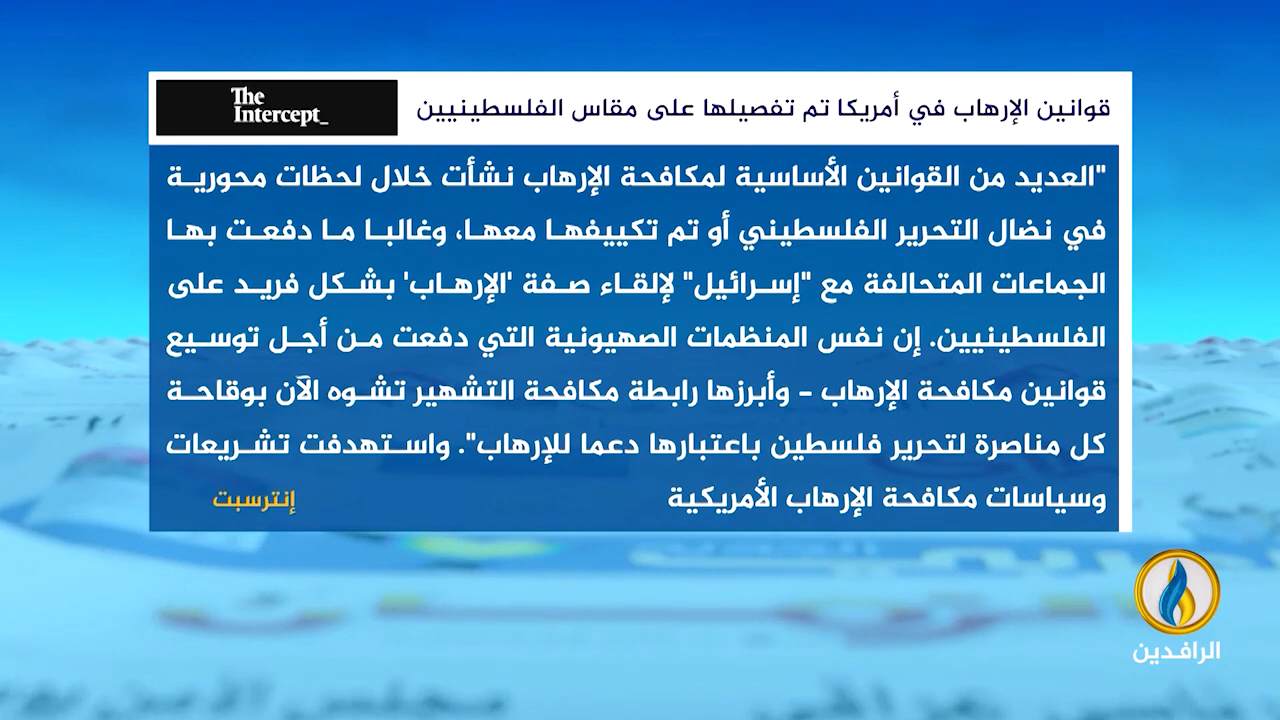 The
Intercept_
قوانين الإرهاب في أمريكا تم تفصيلها على مقاس الفلسطينيين
"العديد من القوانين الأساسية لمكافحة الإرهاب نشأت خلال لحظات محورية
في نضال التحرير الفلسطيني أو تم تكييفها معها، وغالبا ما دفعت بها
الجماعات المتحالفة مع "إسرائيل" لإلقاء صفة 'الإرهاب' بشكل فريد على
الفلسطينيين. إن نفس المنظمات الصهيونية التي دفعت من أجل توسيع
قوانين مكافحة الإرهاب - وأبرزها رابطة مكافحة التشهير تشوه الآن بوقاحة
كل مناصرة لتحرير فلسطين باعتبارها دعما للإرهاب". واستهدفت تشريعات
وسياسات مكافحة الإرهاب الأمريكية
إنترسبت
الرافدين